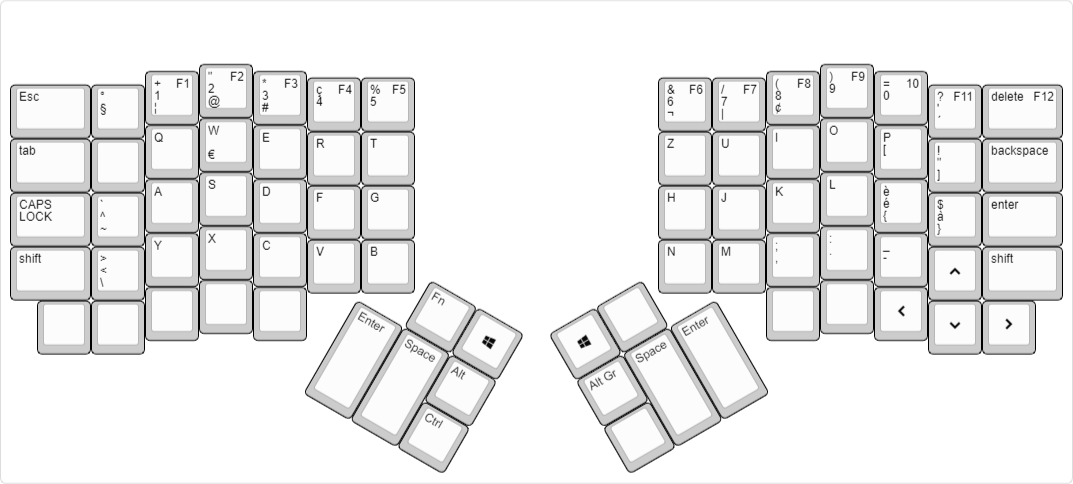 Esc
°
§
+ F1
1
¦
" F2
2
@
* F3
3
#
ç F4
4
% F5
5
& F6
6
¬
/ F7
7
|
( F8
8
¢
) F9
9
= 10
0
? F11
'
´
delete F12
tab
Q
W
€
E
R
T
Z
U
I
O
P
[
!
"
]
backspace
CAPS
LOCK
`
^
~
A
S
D
F
G
H
J
K
L
è
é
{
$
à
}
enter
shift
>
<
\
Y
X
C
V
B
N
M
;
,
:
.
_
-
shift
Enter
Fn
Space
Alt
Ctrl
Alt Gr
Space
Enter